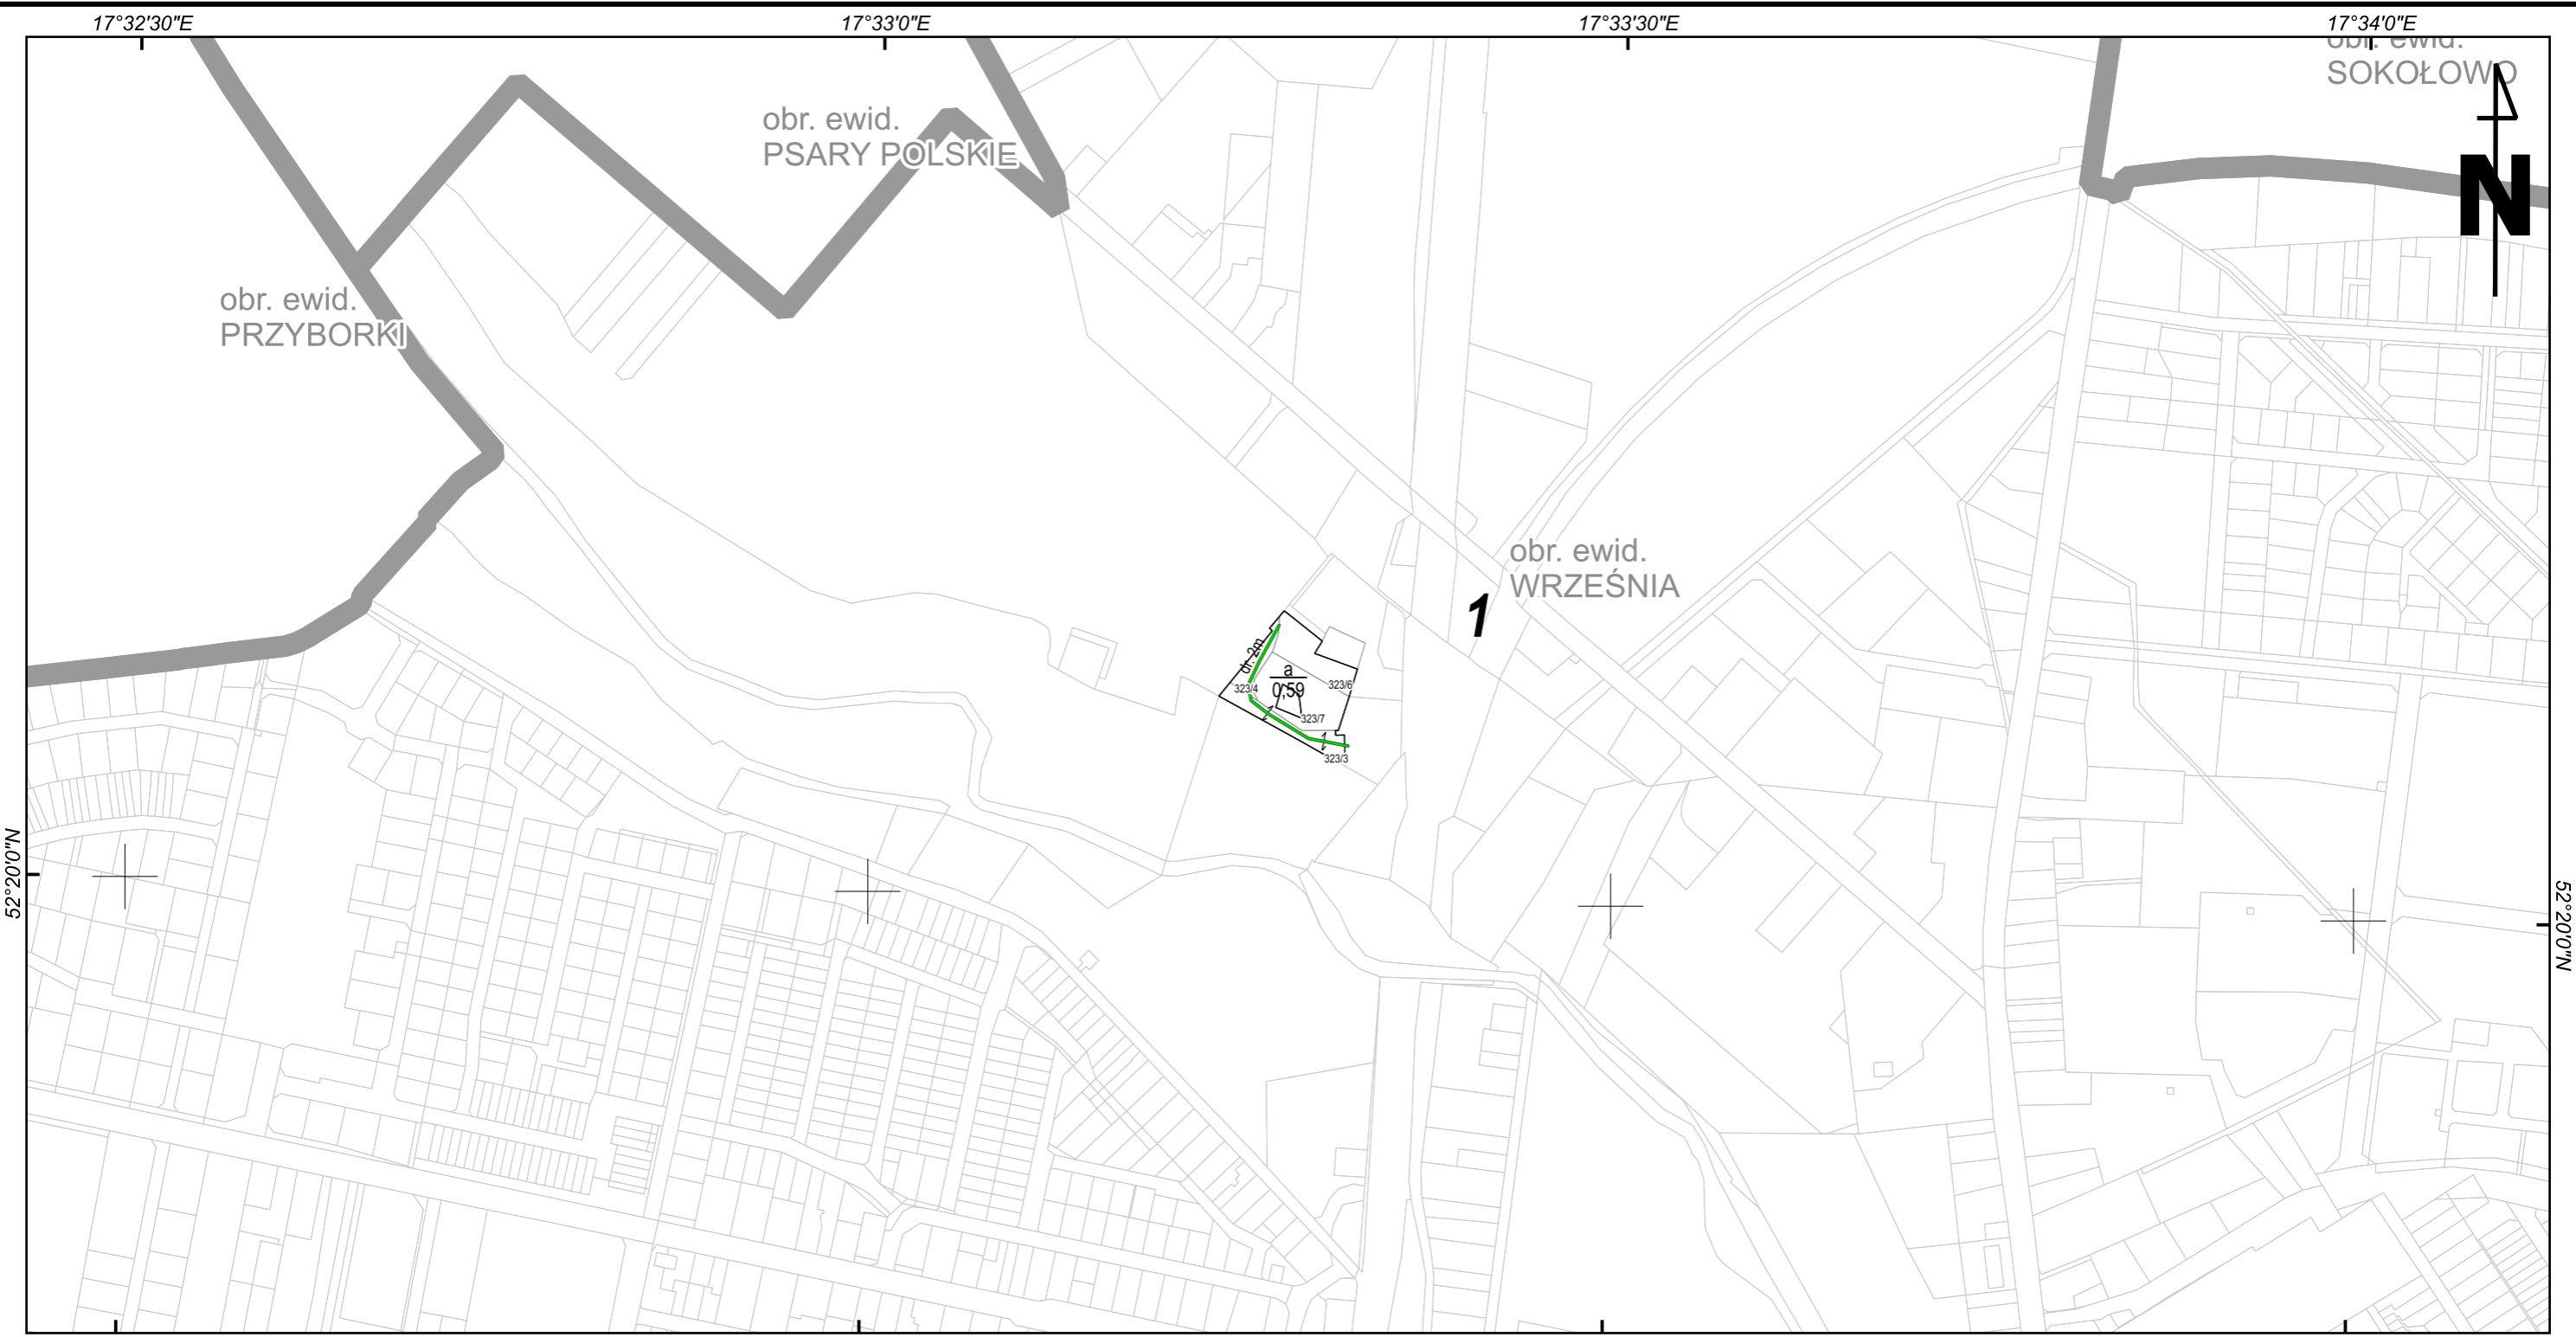 17°32'30"E
17°33'0"E
17°33'30"E
17°34'0"E
obr. ewid.
SOKOŁOWO
obr. ewid.
PSARY POLSKIE
N
obr. ewid.
PRZYBORKI
obr. ewid.
WRZEŚNIA
1
dr. 2m
a
0,59
323/4
323/6
323/7
323/3
52°20'0"N
52°20'0"N